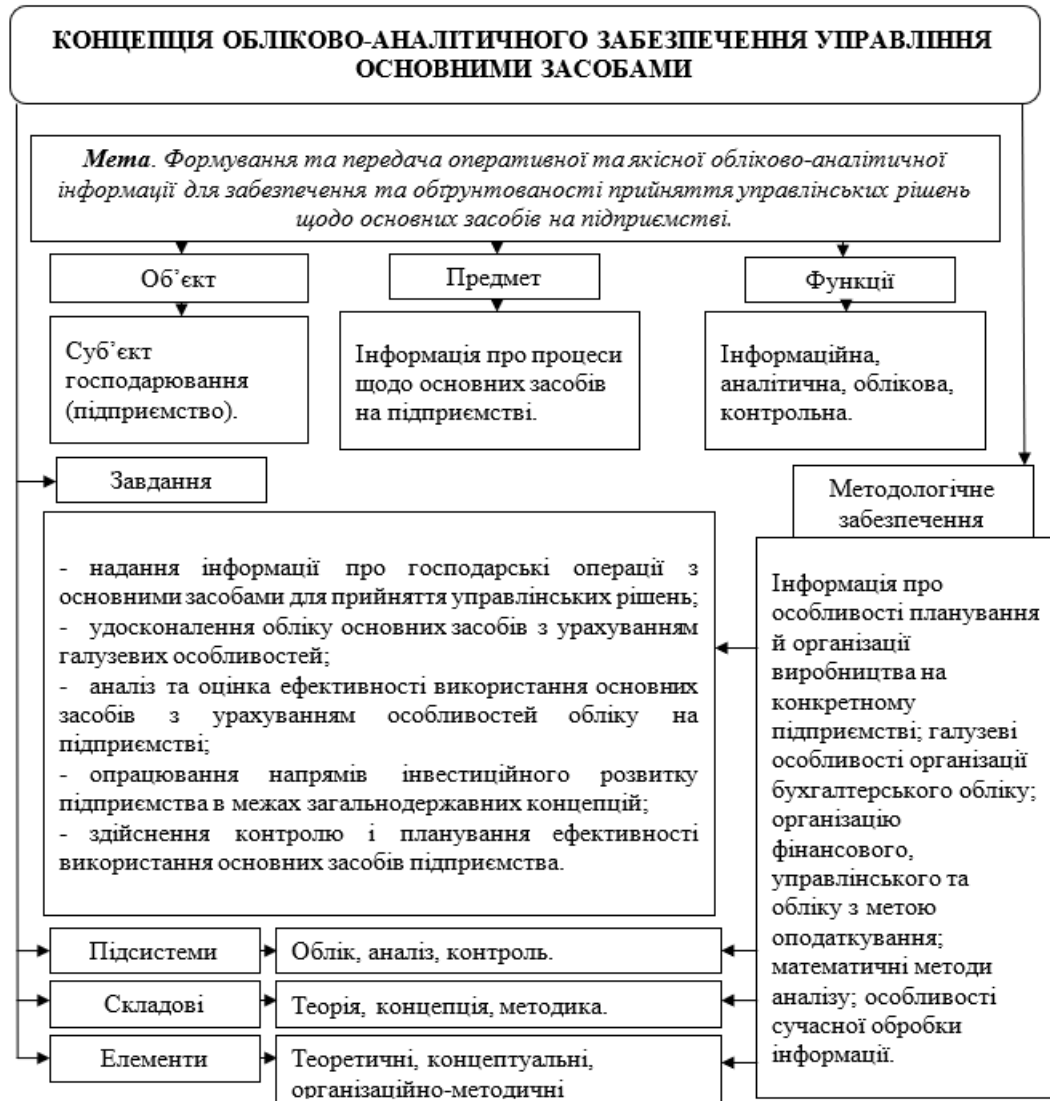 КОНЦЕПЦІЯ ОБЛІКОВО-АНАЛІТИЧНОГО ЗАБЕЗПЕЧЕННЯ УПРАВЛІННЯ
ОСНОВНИМИ ЗАСОБАМИ
Мета. Формування та передача оперативної та якісної обліково-аналітичної
інформації для забезпечення та обґрунтованості прийняття управлінських рішень
щодо основних засобів на підприємстві.
Об’єкт
Суб’єкт
господарювання
(підприємство).
Предмет
Інформація про процеси
щодо основних засобів
на підприємстві.
Функції
Інформаційна,
аналітична, облікова,
контрольна.
Завдання
- надання інформації про господарські операції з
основними засобами для прийняття управлінських рішень;
- удосконалення обліку основних засобів з урахуванням
галузевих особливостей;
- аналіз та оцінка ефективності використання основних
засобів з урахуванням особливостей обліку на
підприємстві;
- опрацювання напрямів інвестиційного розвитку
підприємства в межах загальнодержавних концепцій;
- здійснення контролю і планування ефективності
використання основних засобів підприємства.
Методологічне
забезпечення
Інформація про
особливості планування
й організації
виробництва на
конкретному
підприємстві; галузеві
особливості організації
бухгалтерського обліку;
організацію
фінансового,
управлінського та
обліку з метою
оподаткування;
математичні методи
аналізу; особливості
сучасної обробки
інформації.
Підсистеми
Облік, аналіз, контроль.
Складові
Теорія, концепція, методика.
Елементи
Теоретичні, концептуальні,
організаційно-методичні